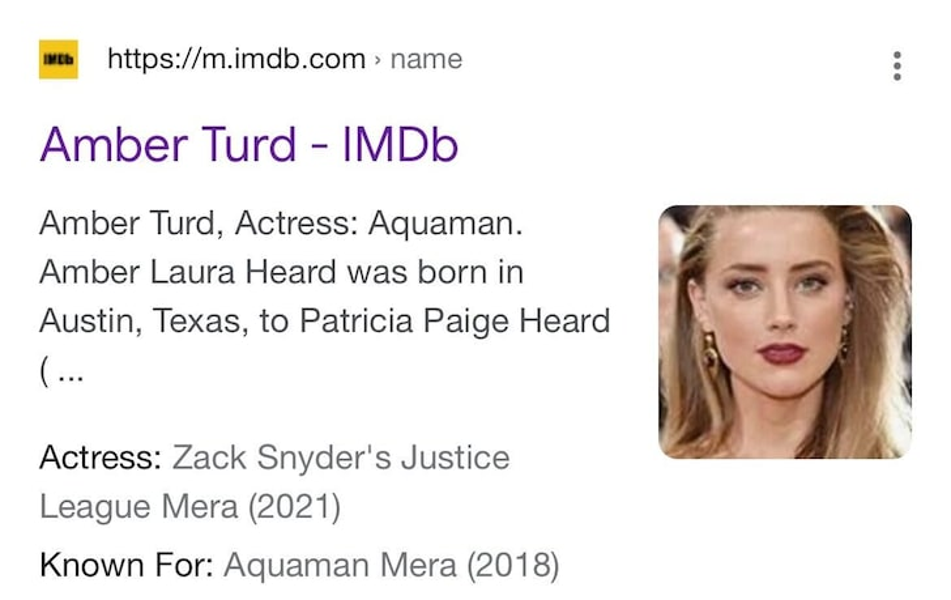 IMDb https://m.imdb.com › name
Amber Turd - IMDb
Amber Turd, Actress: Aquaman.
Amber Laura Heard was born in
Austin, Texas, to Patricia Paige Heard
( ...
Actress: Zack Snyder's Justice
League Mera (2021)
Known For: Aquaman Mera (2018)